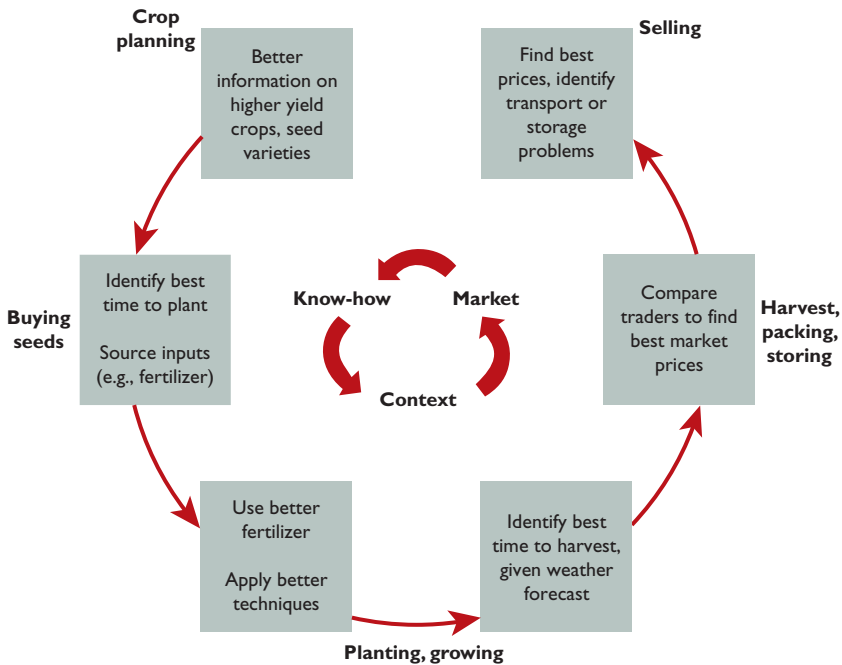 Crop
planning
Better
information on
higher yield
crops, seed
varieties
Selling
Find best
prices, identify
transport or
storage
problems
Buying
seeds
Identify best
time to plant
Source inputs
(e.g., fertilizer)
Know-how
Market
Context
Compare
traders to find
best market
prices
Harvest,
packing,
storing
Use better
fertilizer
Apply better
techniques
Identify best
time to harvest,
given weather
forecast
Planting, growing